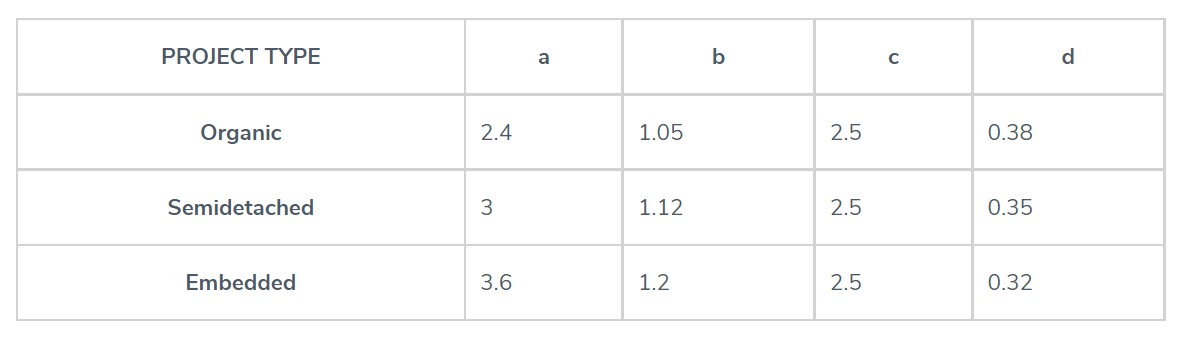 PROJECT TYPE a b c d
Organic 2.4 1.05 2.5 0.38
Semidetached 3 1.12 2.5 0.35
Embedded 3.6 1.2 2.5 0.32